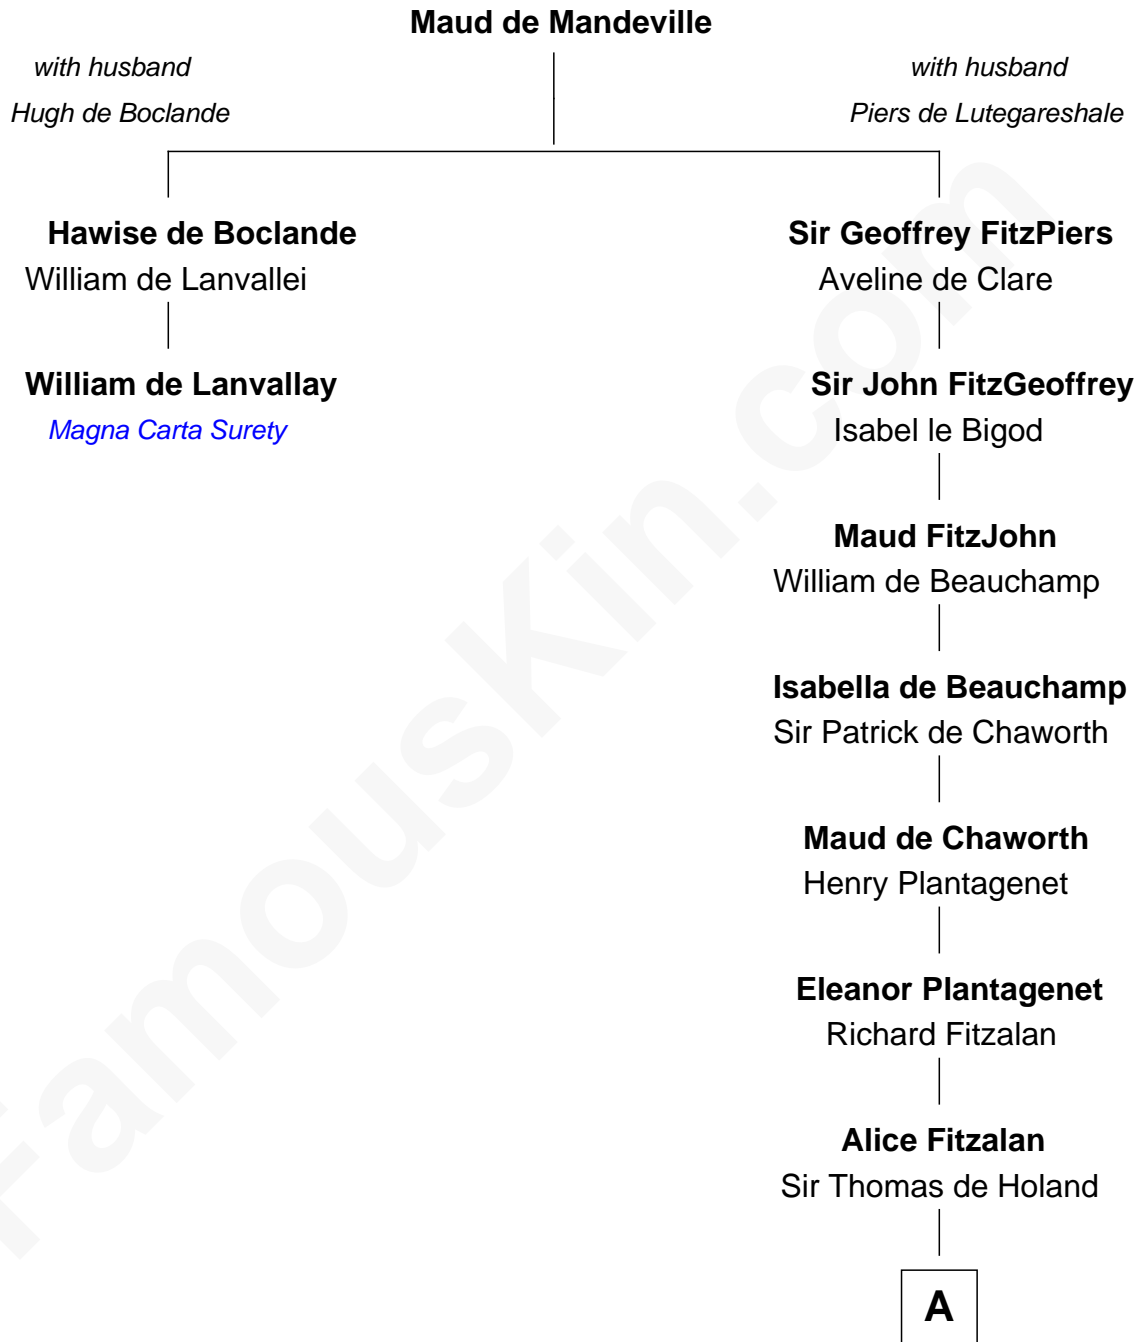 Maud de Mandeville
with husband
Hugh de Boclande
with husband
Piers de Lutegareshale
Hawise de Boclande
William de Lanvallei
William de Lanvallay
Magna Carta Surety
Sir Geoffrey FitzPiers
Aveline de Clare
Sir John FitzGeoffrey
Isabel le Bigod
Maud FitzJohn
William de Beauchamp
Isabella de Beauchamp
Sir Patrick de Chaworth
Maud de Chaworth
Henry Plantagenet
Eleanor Plantagenet
Richard Fitzalan
Alice Fitzalan
Sir Thomas de Holand
A
FamousKin.com